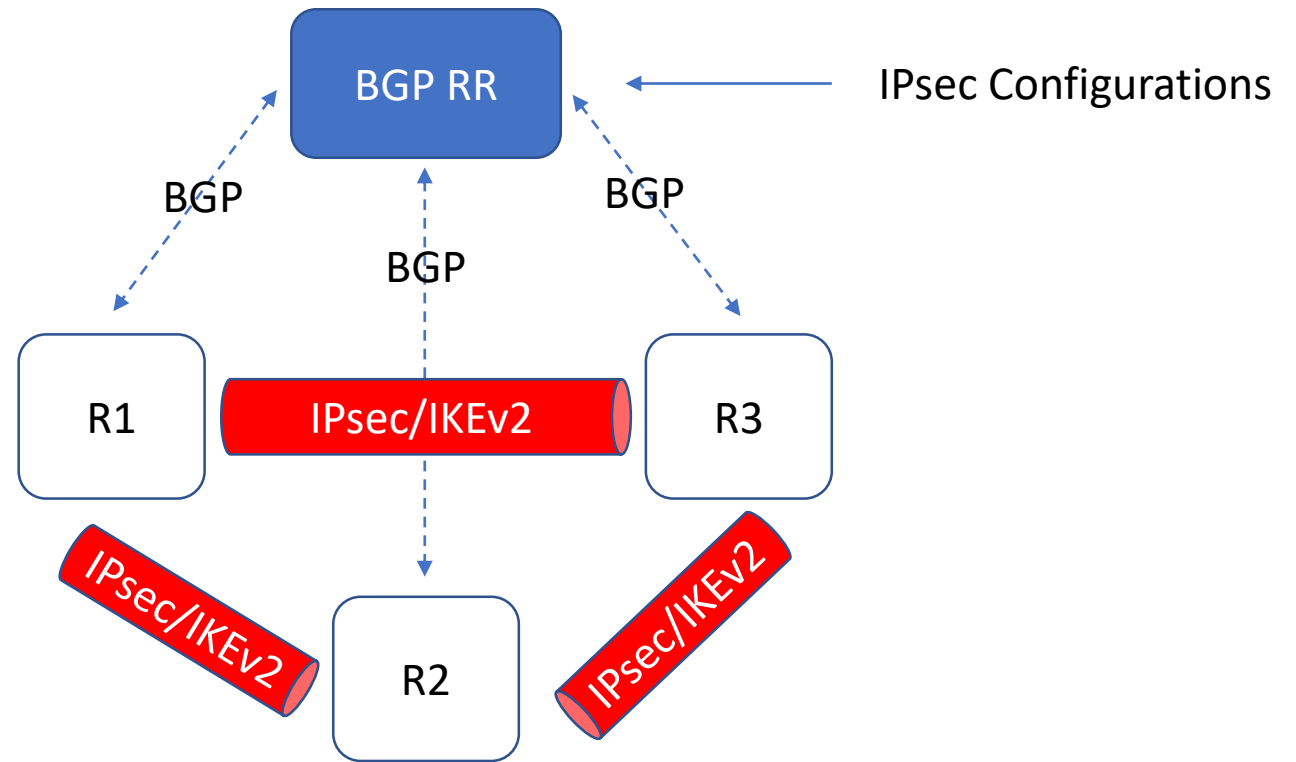 BGP RR
IPsec Configurations
BGP
BGP
BGP
R1
IPsec/IKEv2
R3
IPsec/IKEv2
IPsec/IKEv2
R2